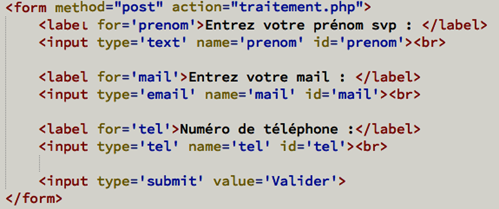 <form method="post" action="traitement.php">
<label for='prenom'>Entrez votre prénom svp : </label>
<input type='text' name='prenom' id='prenom'><br>
<label for='mail'>Entrez votre mail : </label>
<input type='email' name='mail' id='mail'><br>
<label for='tel'>Numéro de téléphone :</label>
<input type='tel' name='tel' id='tel'><br>
<input type='submit' value='Valider'>
</form>